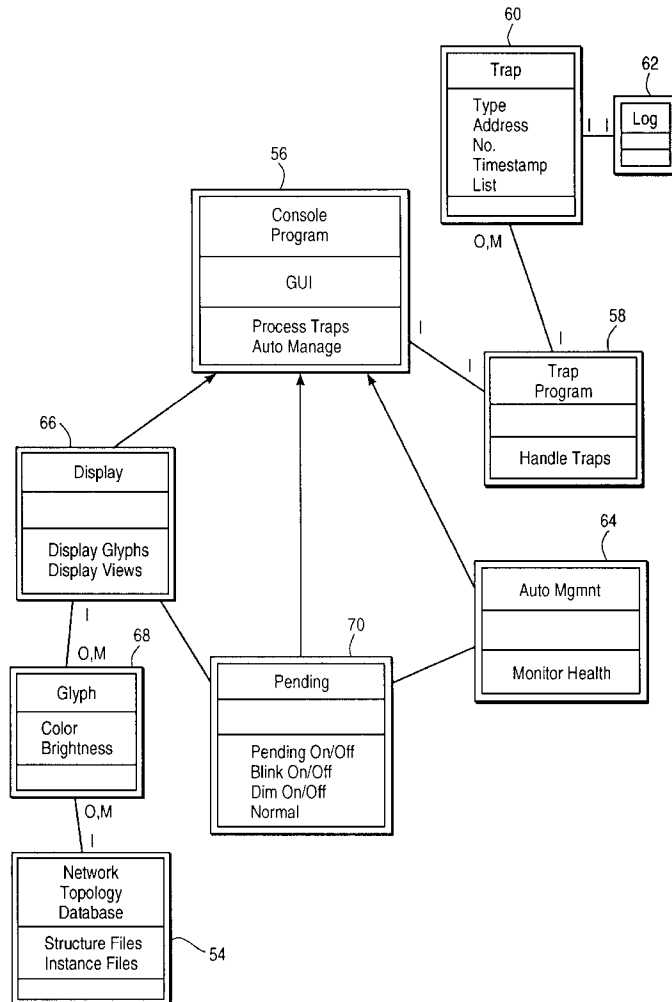 60
Trap
Type
Address
No.
Timestamp
List
62
Log
I I
O,M
56
Console
Program
GUI
Process Traps
Auto Manage
I
I
I
58
Trap
Program
Handle Traps
66
Display
Display Glyphs
Display Views
I
O,M
64
Auto Mgmnt
Monitor Health
68
Glyph
Color
Brightness
O,M
I
70
Pending
Pending On/Off
Blink On/Off
Dim On/Off
Normal
Network
Topology
Database
Structure Files
Instance Files
54